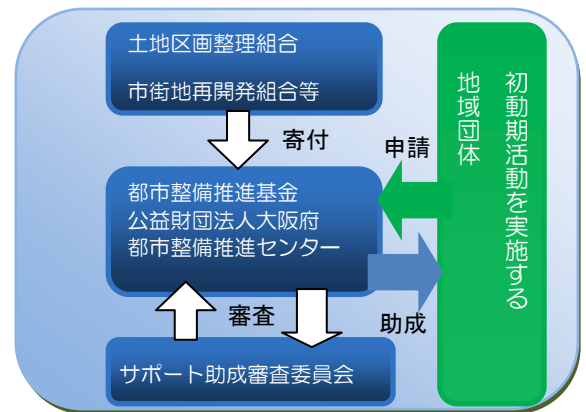 土地区画整理組合
市街地再開発組合等
寄付
都市整備推進基金
公益財団法人大阪府
都市整備推進センター
審査
サポート助成審査委員会
申請
助成
初動期活動を実施する
地域団体